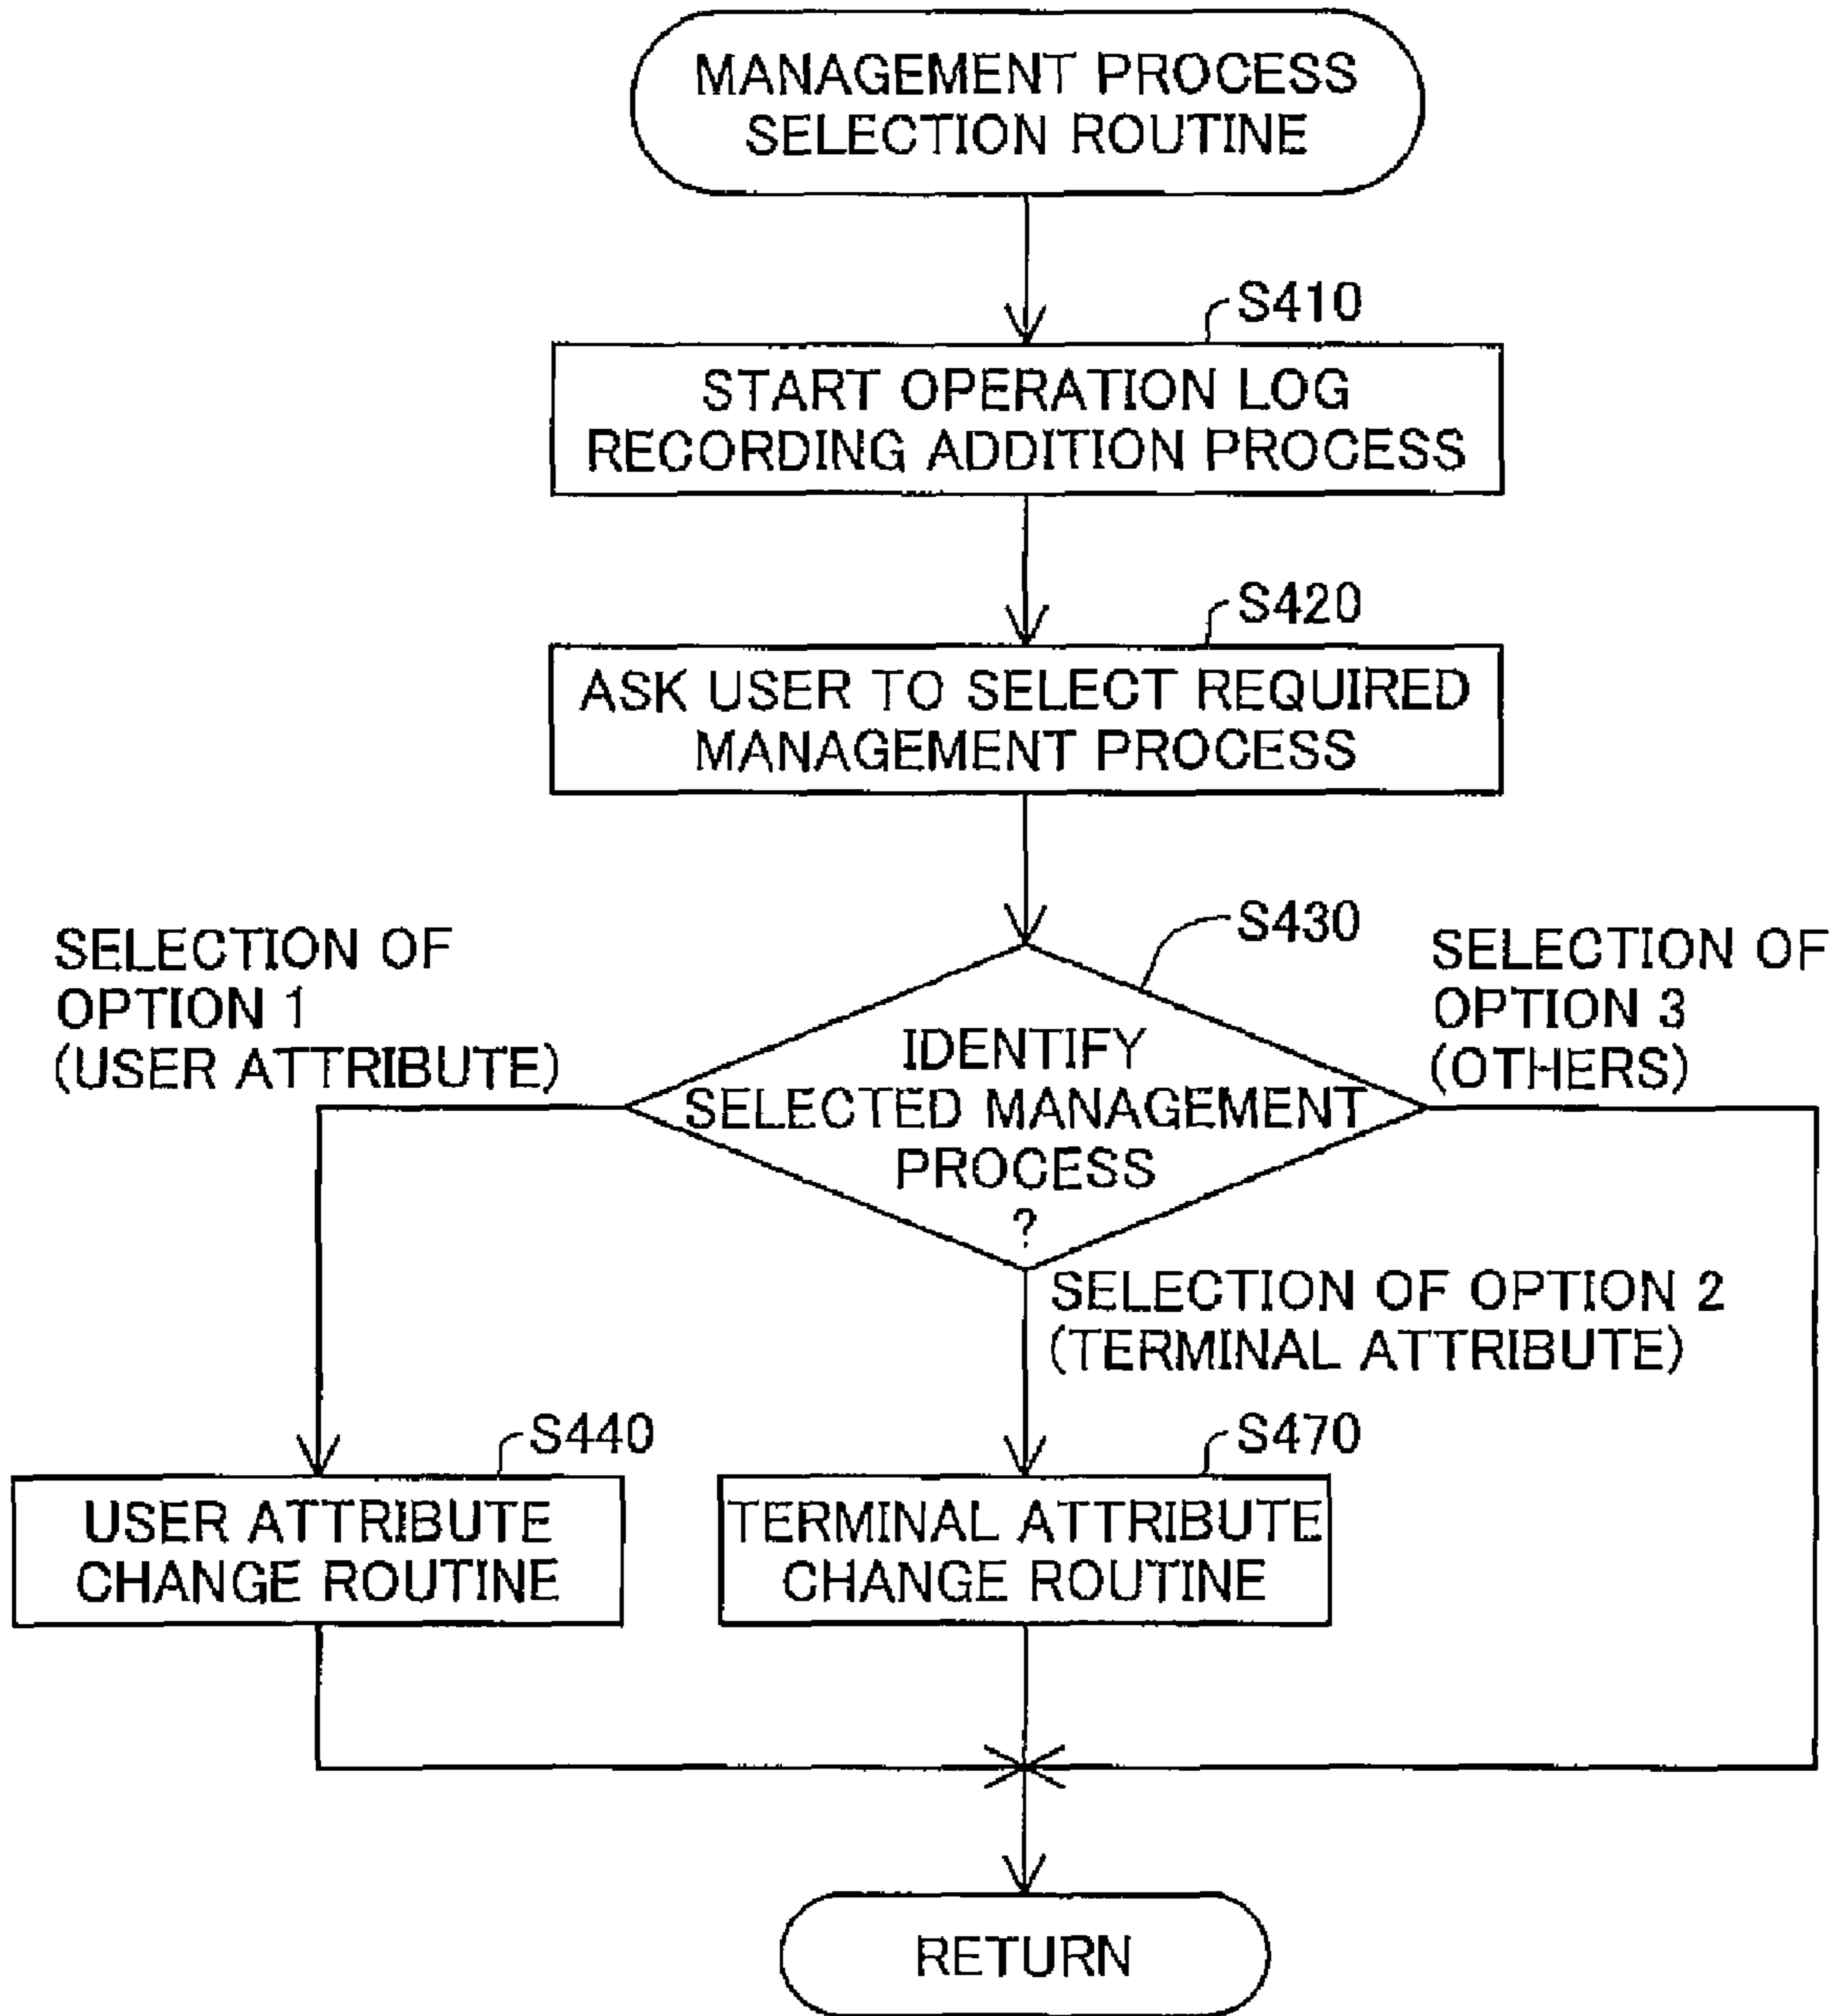 MANAGEMENT PROCESS
SELECTION ROUTINE
S410
START OPERATION LOG
RECORDING ADDITION PROCESS
S420
ASK USER TO SELECT REQUIRED
MANAGEMENT PROCESS
S430
SELECTION OF
OPTION 1
(USER ATTRIBUTE)
IDENTIFY
SELECTED MANAGEMENT
PROCESS
?
SELECTION OF
OPTION 3
(OTHERS)
SELECTION OF OPTION 2
(TERMINAL ATTRIBUTE)
S440
USER ATTRIBUTE
CHANGE ROUTINE
S470
TERMINAL ATTRIBUTE
CHANGE ROUTINE
RETURN